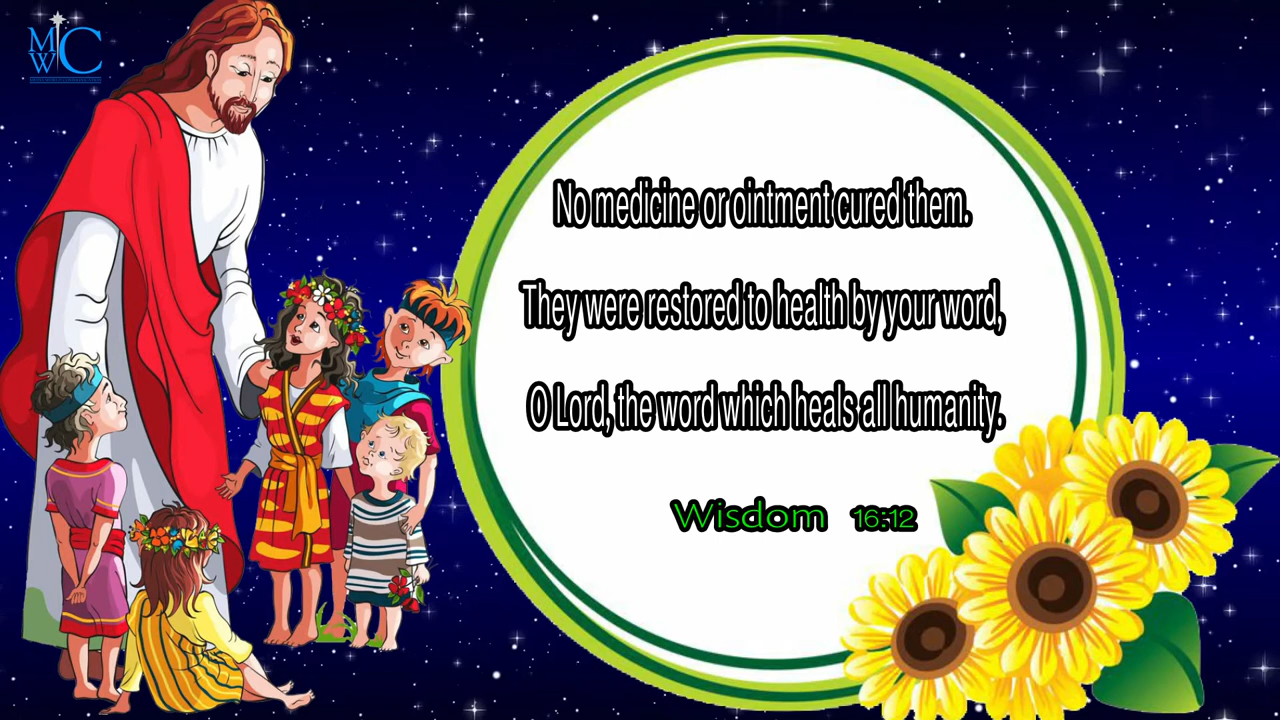 M C
W
No medicine or ointment cured them.
They were restored to health by your word,
O Lord, the word which heals all humanity.
Wisdom 16:12